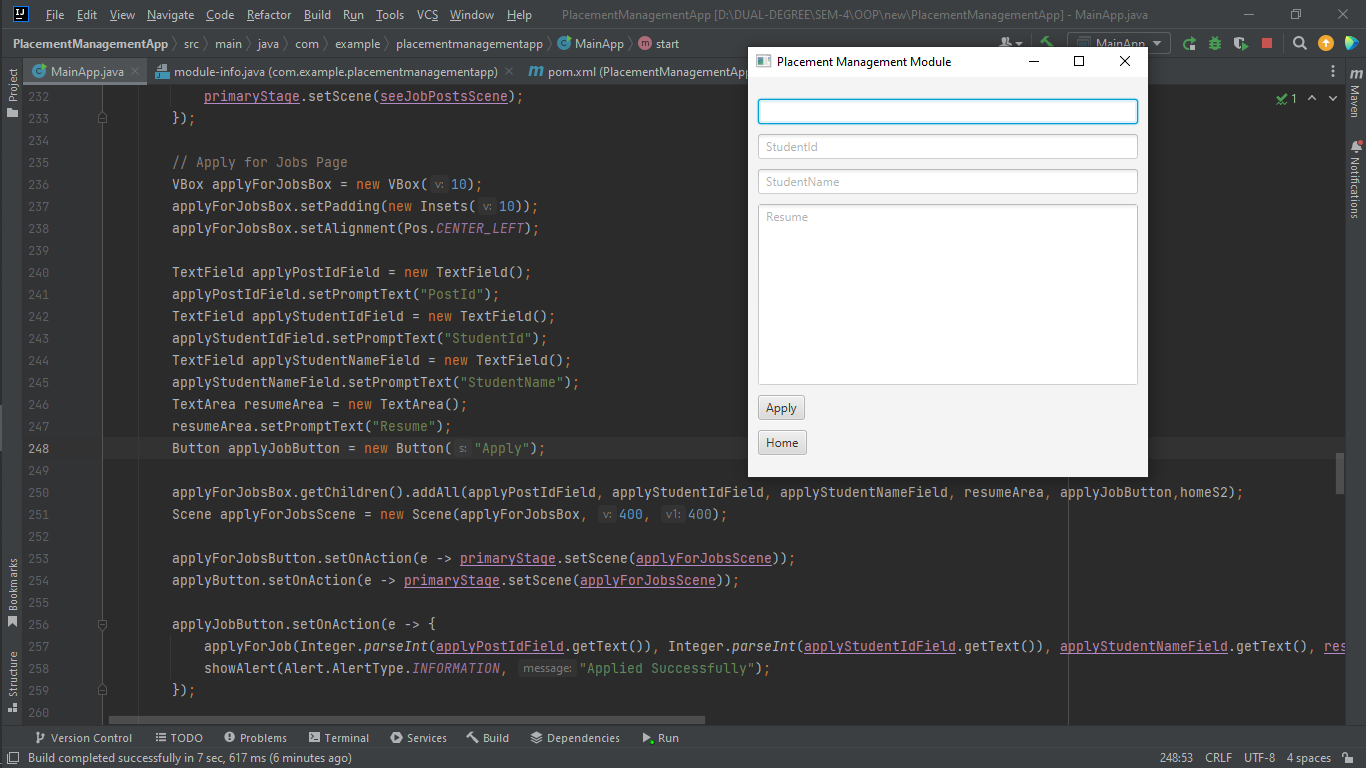 File Edit View Navigate Code Refactor Build Run Tools VCS Window Help PlacementManagementApp [D:\DUAL-DEGREE\SEM-4\OOP\new\PlacementManagementApp] - MainApp.java
PlacementManagementApp src main java com example placementmanagementapp MainApp start MainApp
MainApp.java module-info.java (com.example.placementmanagementapp) pom.xml (PlacementManagementApp
Project
Bookmarks
Structure
Maven
Notifications
1
232 primaryStage.setScene(seeJobPostsScene);
233 });
234
235 // Apply for Jobs Page
236 VBox applyForJobsBox = new VBox( v: 10);
237 applyForJobsBox.setPadding(new Insets( v: 10));
238 applyForJobsBox.setAlignment(Pos.CENTER_LEFT);
239
240 TextField applyPostIdField = new TextField();
241 applyPostIdField.setPromptText("PostId");
242 TextField applyStudentIdField = new TextField();
243 applyStudentIdField.setPromptText("StudentId");
244 TextField applyStudentNameField = new TextField();
245 applyStudentNameField.setPromptText("StudentName");
246 TextArea resumeArea = new TextArea();
247 resumeArea.setPromptText("Resume");
248 Button applyJobButton = new Button( s: "Apply");
249
250 applyForJobsBox.getChildren().addAll(applyPostIdField, applyStudentIdField, applyStudentNameField, resumeArea, applyJobButton,homeS2);
251 Scene applyForJobsScene = new Scene(applyForJobsBox, v: 400, v1: 400);
252
253 applyForJobsButton.setOnAction(e -> primaryStage.setScene(applyForJobsScene));
254 applyButton.setOnAction(e -> primaryStage.setScene(applyForJobsScene));
255
256 applyJobButton.setOnAction(e -> {
257 applyForJob(Integer.parseInt(applyPostIdField.getText()), Integer.parseInt(applyStudentIdField.getText()), applyStudentNameField.getText(), res
258 showAlert(Alert.AlertType.INFORMATION, message: "Applied Successfully");
259 });
260
Placement Management Module
StudentId
StudentName
Resume
Apply
Home
Version Control TODO Problems Terminal Services Build Dependencies Run
Build completed successfully in 7 sec, 617 ms (6 minutes ago) 248:53 CRLF UTF-8 4 spaces